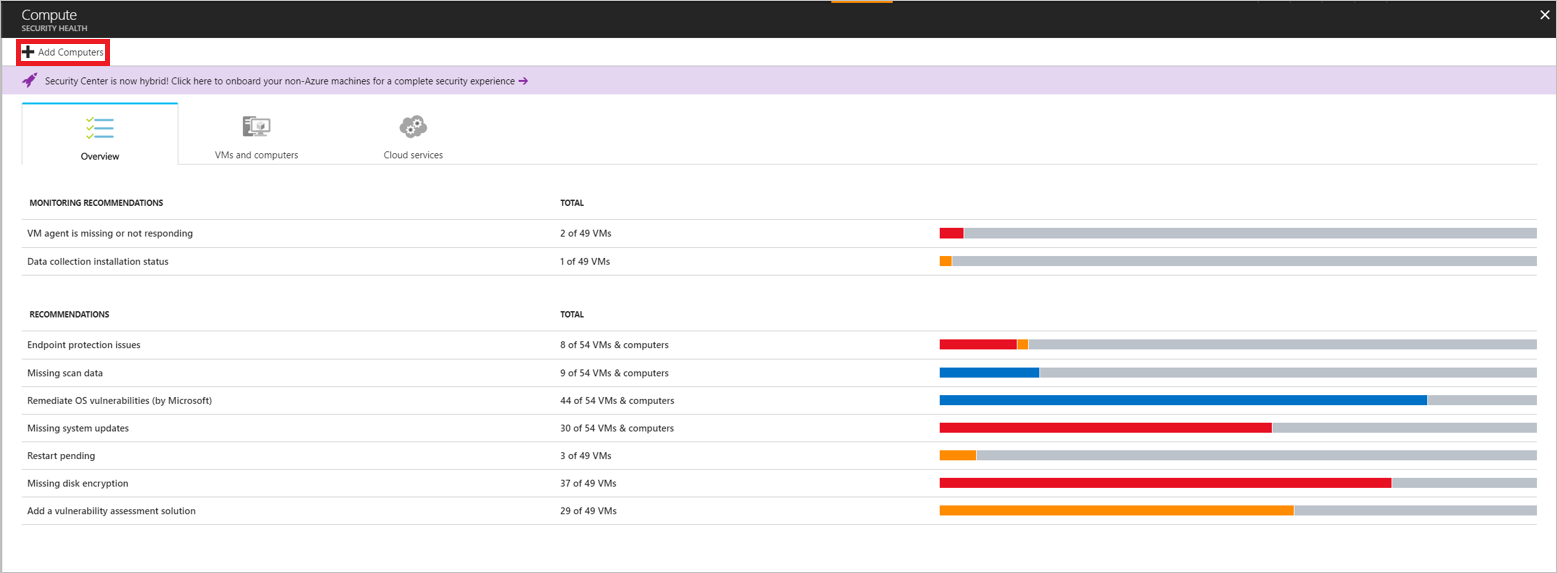 Compute
SECURITY HEALTH
Add Computers
Security Center is now hybrid! Click here to onboard your non-Azure machines for a complete security experience →
Overview
VMs and computers
Cloud services
MONITORING RECOMMENDATIONS TOTAL
VM agent is missing or not responding 2 of 49 VMs
Data collection installation status 1 of 49 VMs
RECOMMENDATIONS TOTAL
Endpoint protection issues 8 of 54 VMs & computers
Missing scan data 9 of 54 VMs & computers
Remediate OS vulnerabilities (by Microsoft) 44 of 54 VMs & computers
Missing system updates 30 of 54 VMs & computers
Restart pending 3 of 49 VMs
Missing disk encryption 37 of 49 VMs
Add a vulnerability assessment solution 29 of 49 VMs